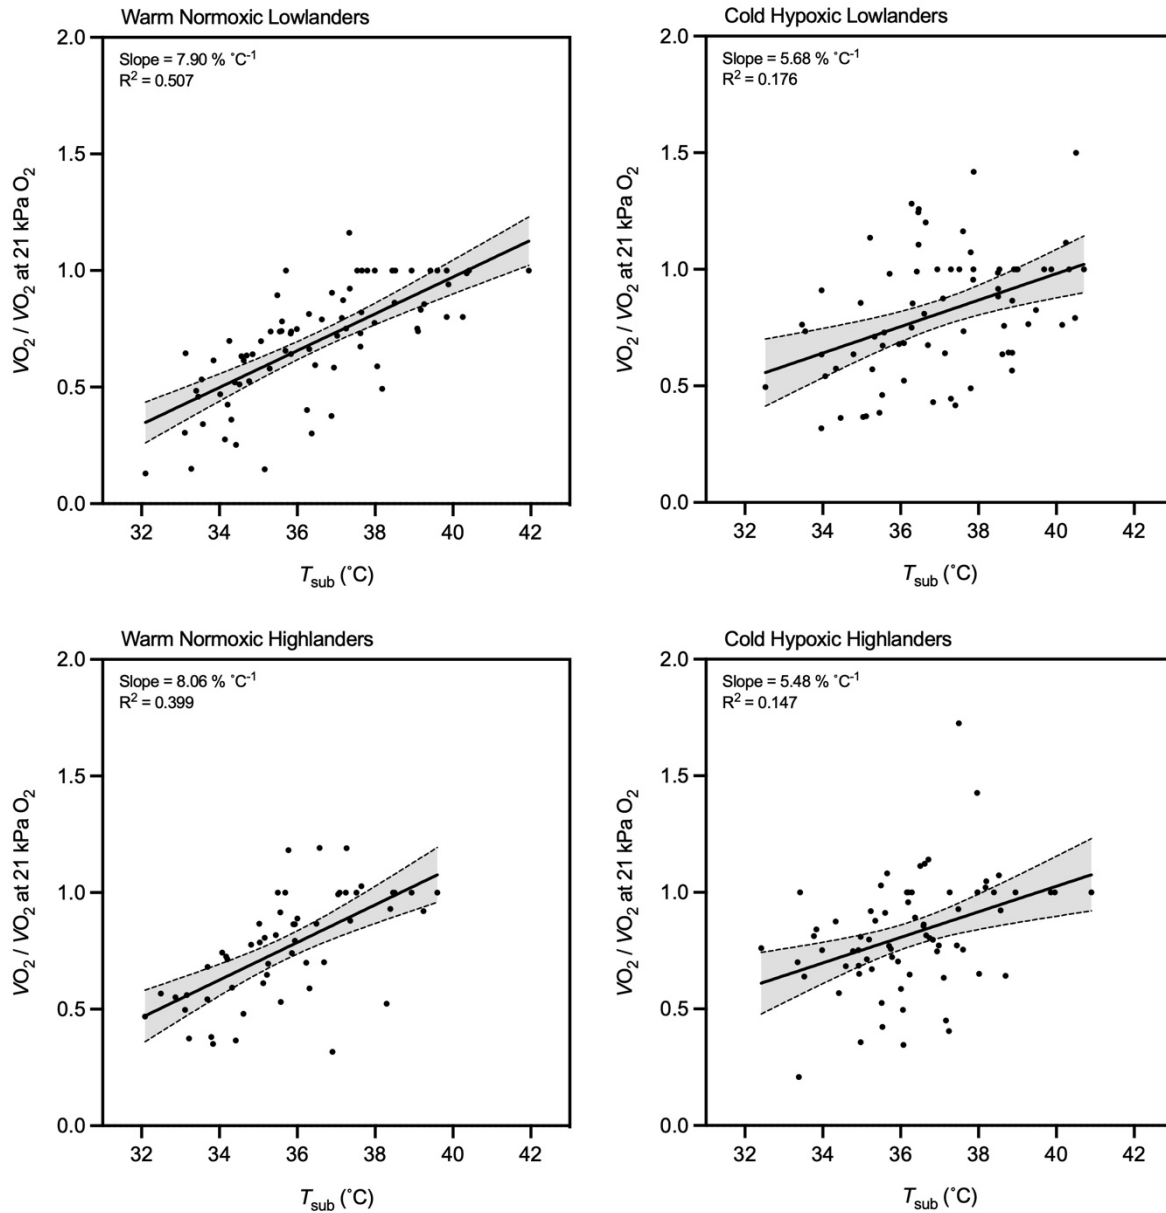 Warm Normoxic Lowlanders
Slope = 7.90 % ˚C⁻¹
R² = 0.507
2.0
1.5
1.0
0.5
0.0
VO₂ / VO₂ at 21 kPa O₂
32 34 36 38 40 42
Tsub (˚C)
Cold Hypoxic Lowlanders
Slope = 5.68 % ˚C⁻¹
R² = 0.176
2.0
1.5
1.0
0.5
0.0
VO₂ / VO₂ at 21 kPa O₂
32 34 36 38 40 42
Tsub (˚C)
Warm Normoxic Highlanders
Slope = 8.06 % ˚C⁻¹
R² = 0.399
2.0
1.5
1.0
0.5
0.0
VO₂ / VO₂ at 21 kPa O₂
32 34 36 38 40 42
Tsub (˚C)
Cold Hypoxic Highlanders
Slope = 5.48 % ˚C⁻¹
R² = 0.147
2.0
1.5
1.0
0.5
0.0
VO₂ / VO₂ at 21 kPa O₂
32 34 36 38 40 42
Tsub (˚C)